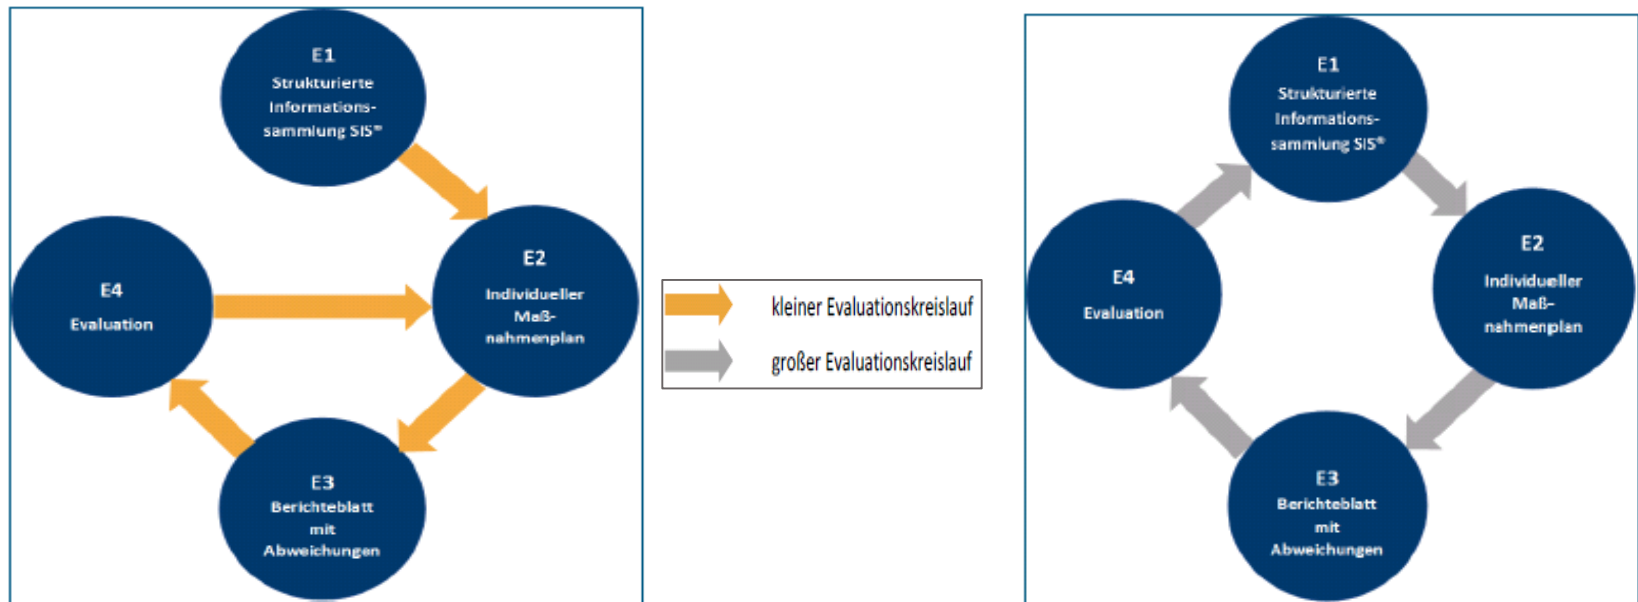 E1
Strukturierte
Informations-
sammlung SIS®
E2
Individueller
Maß-
nahmenplan
E3
Berichteblatt
mit
Abweichungen
E4
Evaluation
kleiner Evaluationskreislauf
großer Evaluationskreislauf
E1
Strukturierte
Informations-
sammlung SIS®
E2
Individueller
Maß-
nahmenplan
E3
Berichteblatt
mit
Abweichungen
E4
Evaluation